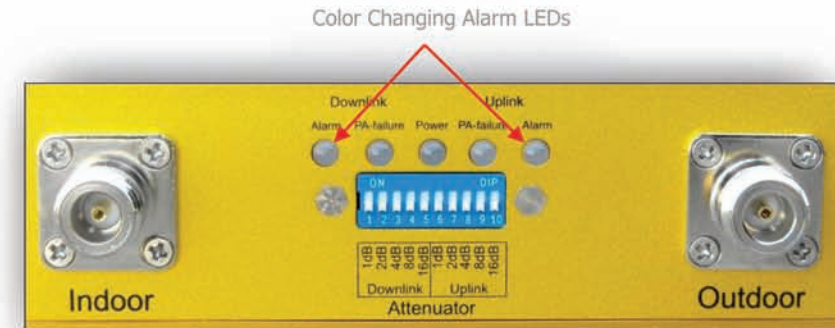 Color Changing Alarm LEDs
Downlink Uplink
Alarm PA-failure Power PA-failure Alarm
ON DIP
1 2 3 4 5 6 7 8 9 10
1dB 2dB 4dB 8dB 16dB 1dB 2dB 4dB 8dB 16dB
Downlink Uplink
Attenuator
Indoor
Outdoor